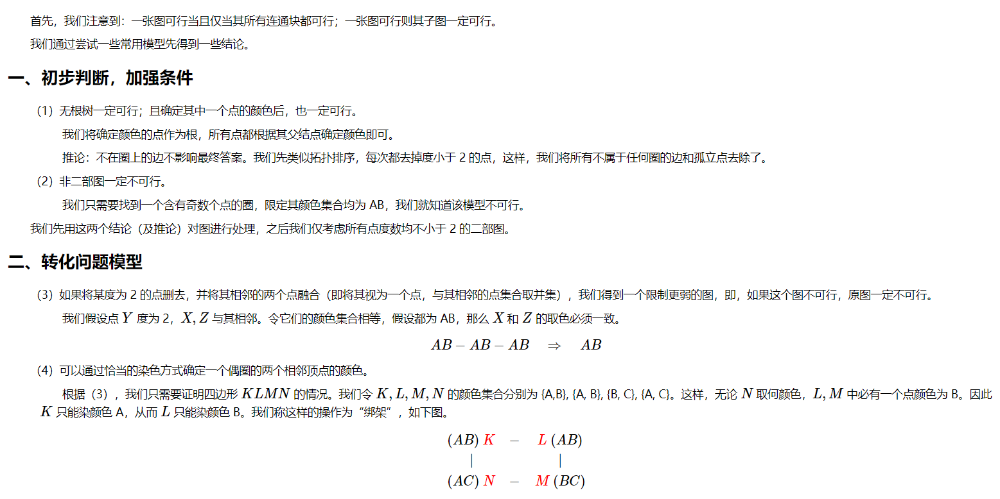 首先，我们注意到：一张图可行当且仅当其所有连通块都可行；一张图可行则其子图一定可行。
我们通过尝试一些常用模型先得到一些结论。
一、初步判断，加强条件
（1）无根树一定可行；且确定其中一个点的颜色后，也一定可行。
我们将确定颜色的点作为根，所有点都根据其父结点确定颜色即可。
推论：不在圈上的边不影响最终答案。我们先类似拓扑排序，每次都去掉度小于 2 的点，这样，我们将所有不属于任何圈的边和孤立点去除了。
（2）非二部图一定不可行。
我们只需要找到一个含有奇数个点的圈，限定其颜色集合均为 AB，我们就知道该模型不可行。
我们先用这两个结论（及推论）对图进行处理，之后我们仅考虑所有点度数均不小于 2 的二部图。
二、转化问题模型
（3）如果将某度为 2 的点删去，并将其相邻的两个点融合（即将其视为一个点，与其相邻的点集合取并集），我们得到一个限制更弱的图，即，如果这个图不可行，原图一定不可行。
我们假设点 Y 度为 2，X, Z 与其相邻。令它们的颜色集合相等，假设都为 AB，那么 X 和 Z 的取色必须一致。
AB − AB − AB ⇒ AB
（4）可以通过恰当的染色方式确定一个偶圈的两个相邻顶点的颜色。
根据（3），我们只需要证明四边形 KLMN 的情况。我们令 K, L, M, N 的颜色集合分别为 {A,B}, {A, B}, {B, C}, {A, C}。这样，无论 N 取何颜色，L, M 中必有一个点颜色为 B。因此
K 只能染颜色 A，从而 L 只能染颜色 B。我们称这样的操作为“绑架”，如下图。
(AB) K − L (AB)
| |
(AC) N − M (BC)